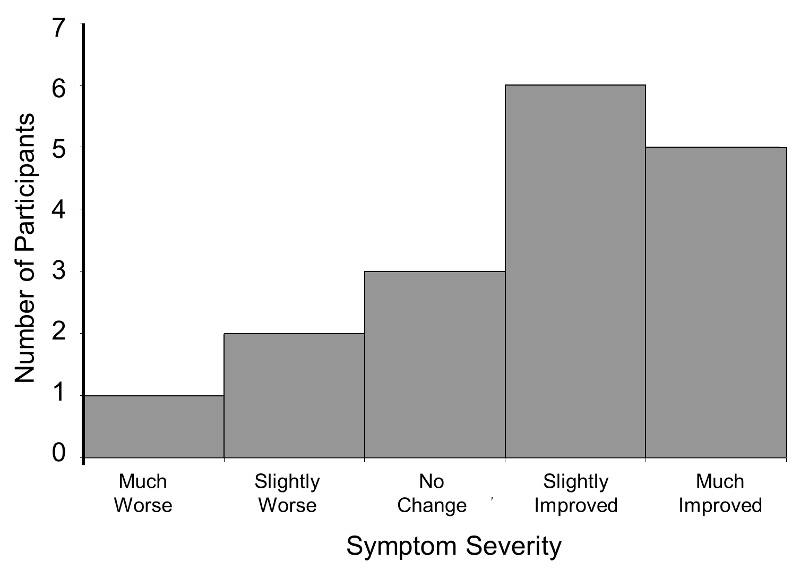 7
6
5
4
3
2
1
0
Number of Participants
Much Worse
Slightly Worse
No Change
Slightly Improved
Much Improved
Symptom Severity